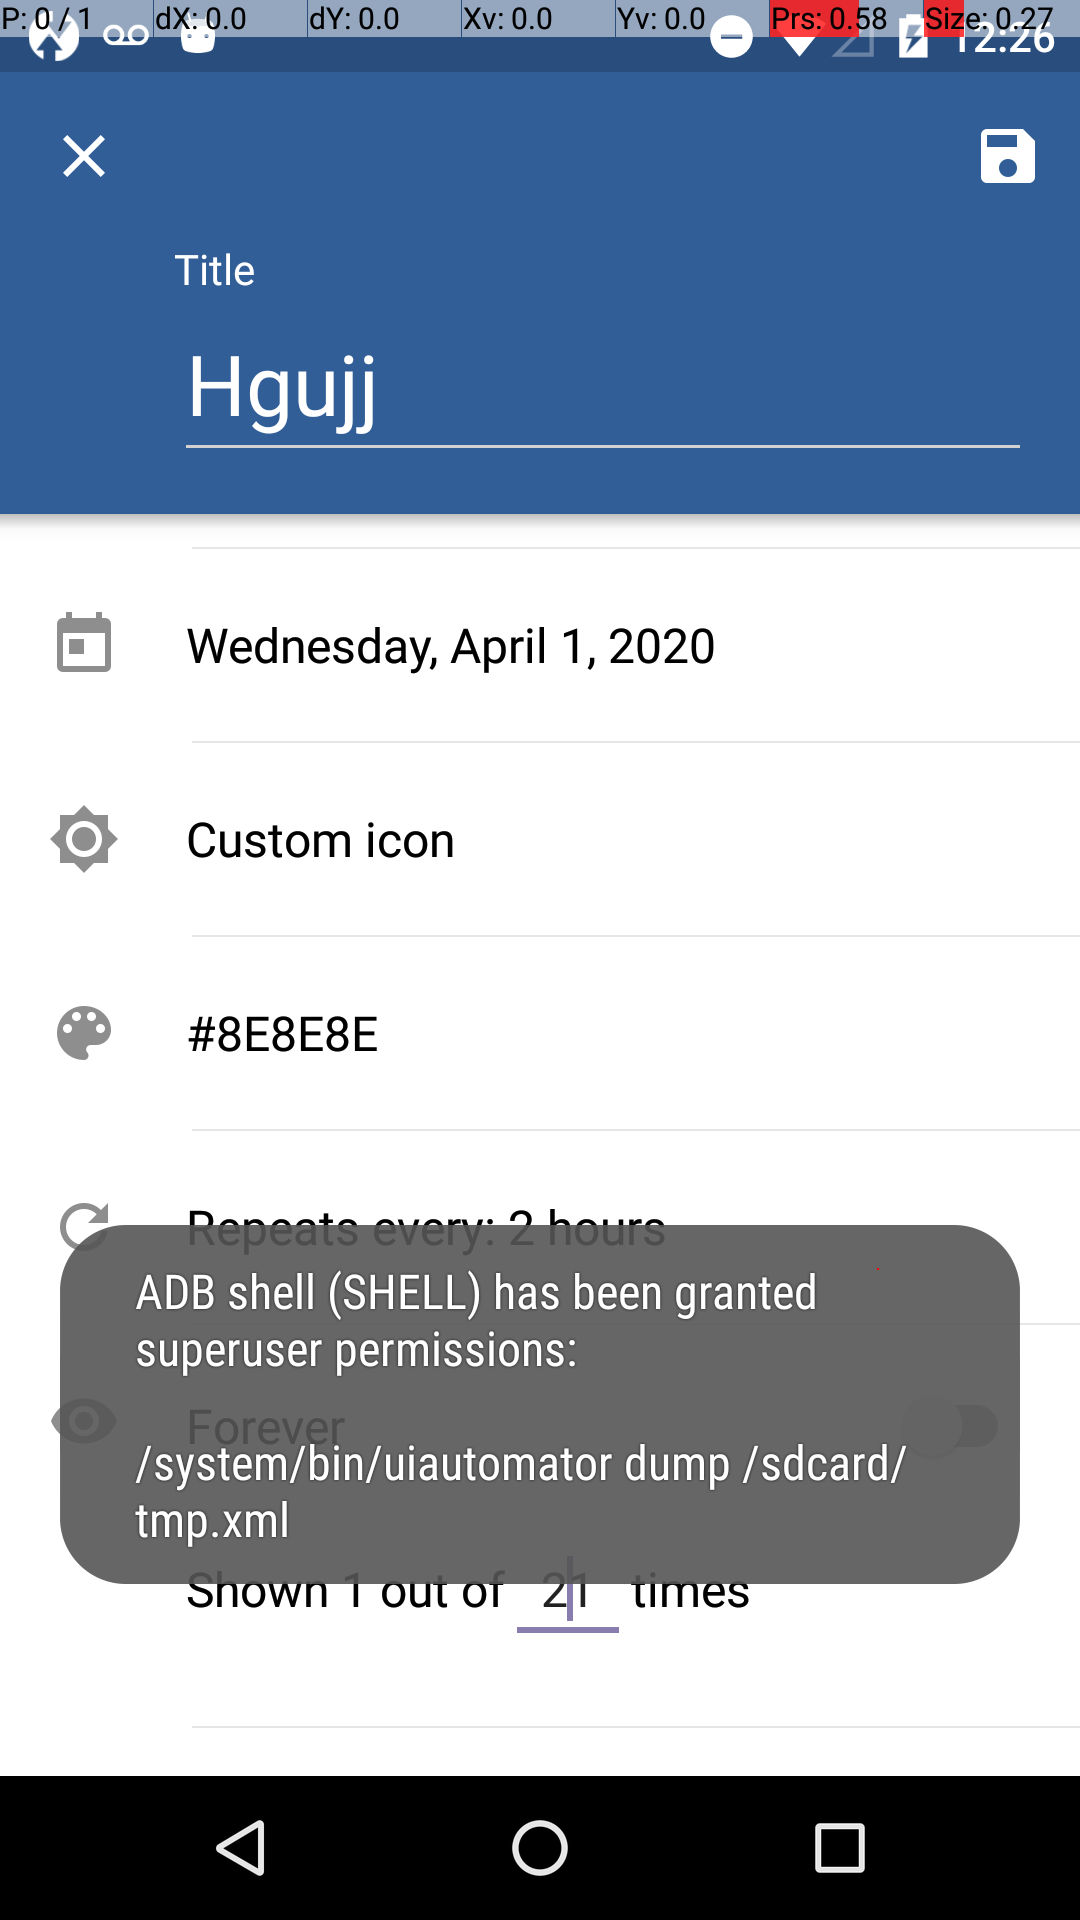 P: 0 / 1 dX: 0.0 dY: 0.0 Xv: 0.0 Yv: 0.0 Prs: 0.58 Size: 0.27
12:26
Title
Hgujj
Wednesday, April 1, 2020
Custom icon
#8E8E8E
Repeats every: 2 hours
ADB shell (SHELL) has been granted
superuser permissions:
Forever
/system/bin/uiautomator dump /sdcard/
tmp.xml
Shown 1 out of 21 times